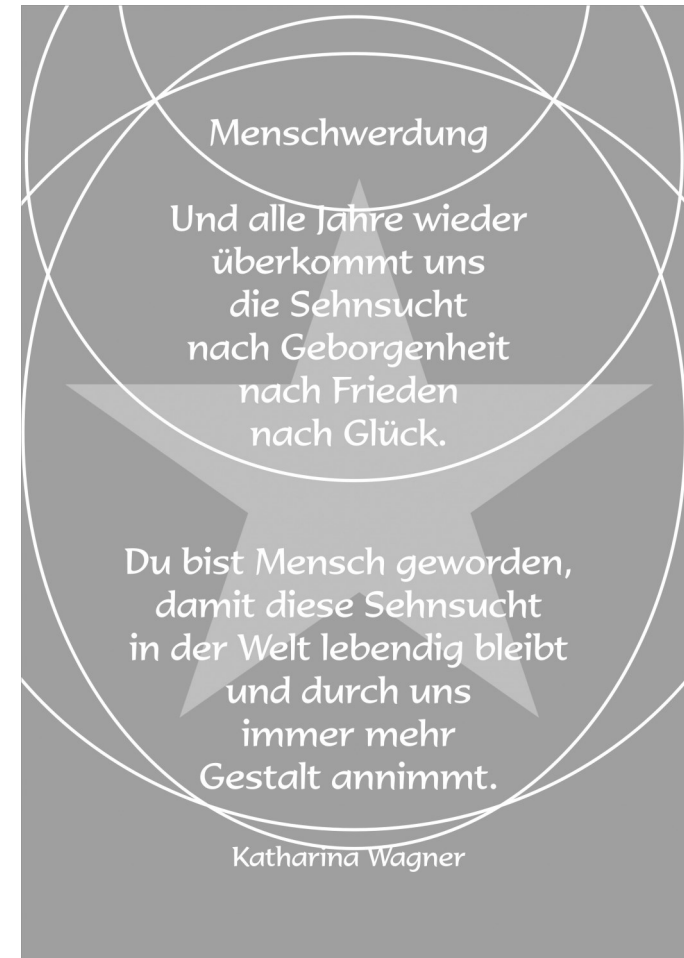 Menschwerdung
Und alle Jahre wieder
überkommt uns
die Sehnsucht
nach Geborgenheit
nach Frieden
nach Glück.
Du bist Mensch geworden,
damit diese Sehnsucht
in der Welt lebendig bleibt
und durch uns
immer mehr
Gestalt annimmt.
Katharina Wagner